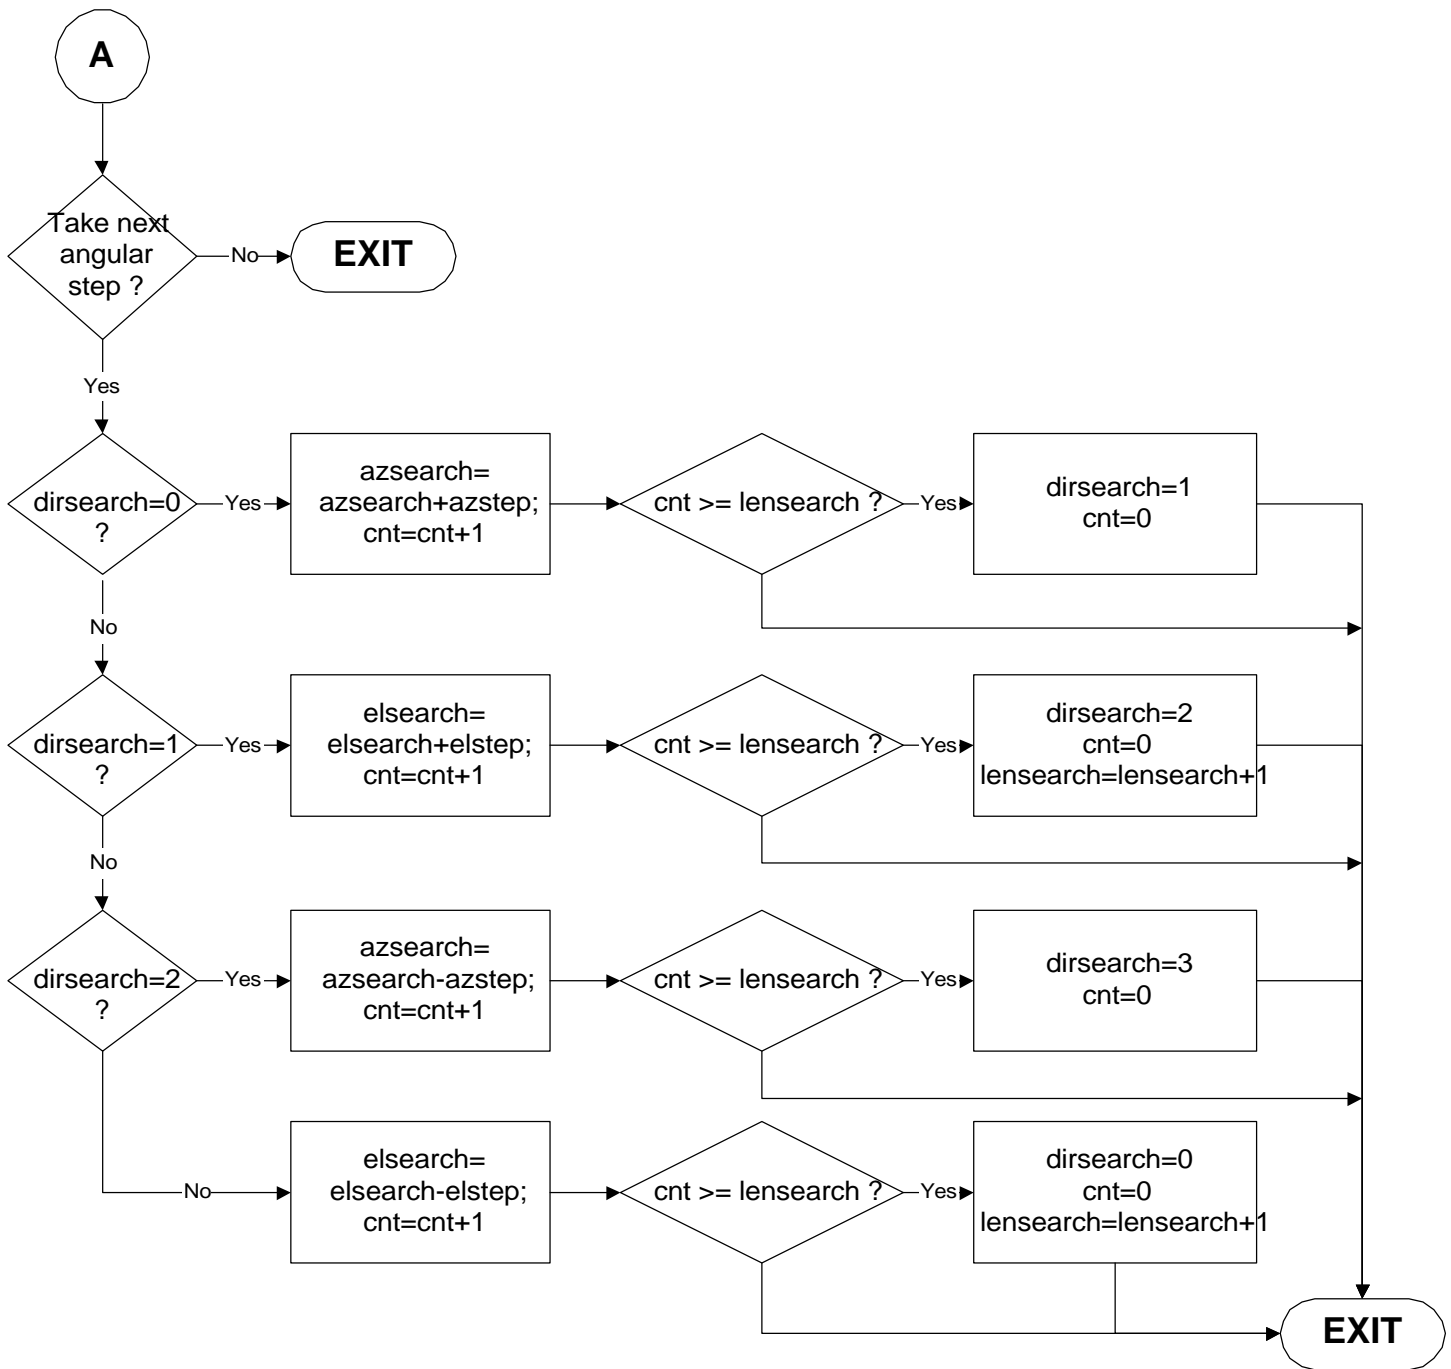 A
Take next
angular
step ?
No
EXIT
Yes
dirsearch=0
?
Yes
azsearch=
azsearch+azstep;
cnt=cnt+1
cnt >= lensearch ?
Yes
dirsearch=1
cnt=0
No
dirsearch=1
?
Yes
elsearch=
elsearch+elstep;
cnt=cnt+1
cnt >= lensearch ?
Yes
dirsearch=2
cnt=0
lensearch=lensearch+1
No
dirsearch=2
?
Yes
azsearch=
azsearch-azstep;
cnt=cnt+1
cnt >= lensearch ?
Yes
dirsearch=3
cnt=0
No
elsearch=
elsearch-elstep;
cnt=cnt+1
cnt >= lensearch ?
Yes
dirsearch=0
cnt=0
lensearch=lensearch+1
EXIT